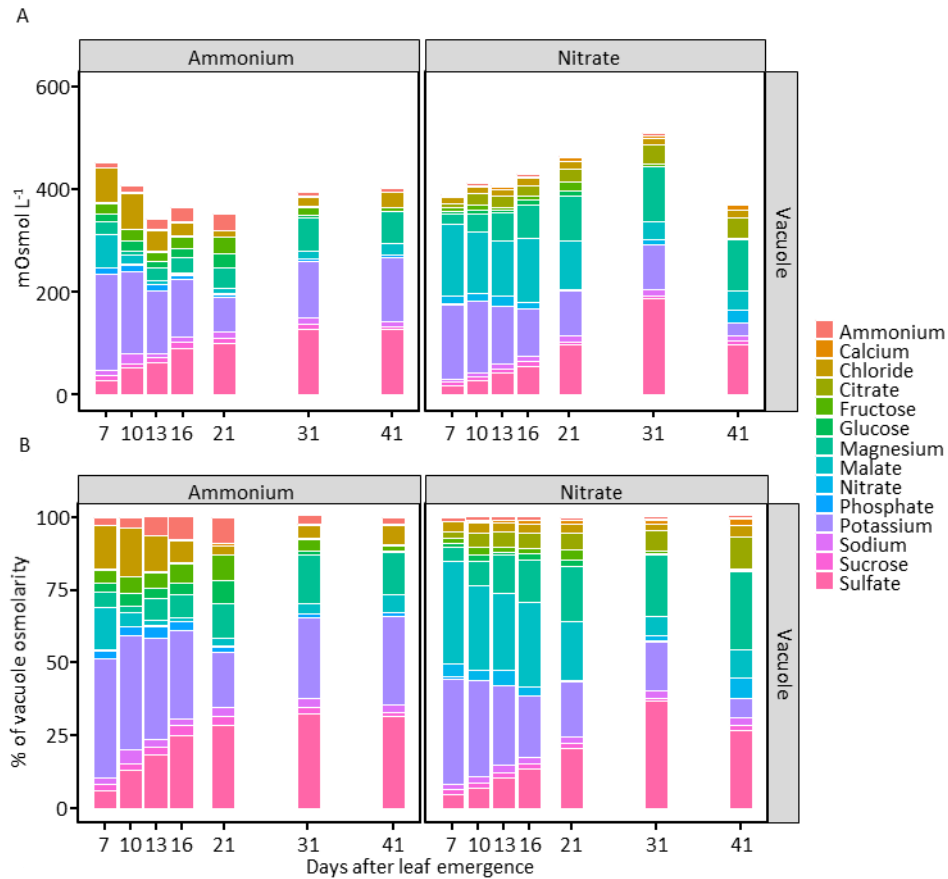 A
Ammonium
Nitrate
600
400
200
0
mOsmol L⁻¹
Vacuole
7 10 13 16 21 31 41
7 10 13 16 21 31 41
B
Ammonium
Nitrate
100
75
50
25
0
% of vacuole osmolarity
Vacuole
7 10 13 16 21 31 41
7 10 13 16 21 31 41
Days after leaf emergence
Ammonium
Calcium
Chloride
Citrate
Fructose
Glucose
Magnesium
Malate
Nitrate
Phosphate
Potassium
Sodium
Sucrose
Sulfate